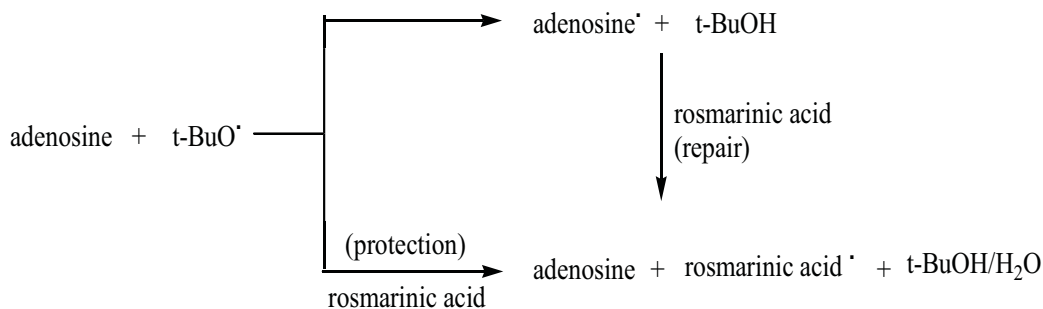 adenosine• + t-BuOH
adenosine + t-BuO•
rosmarinic acid
(repair)
(protection)
rosmarinic acid
adenosine + rosmarinic acid • + t-BuOH/H₂O